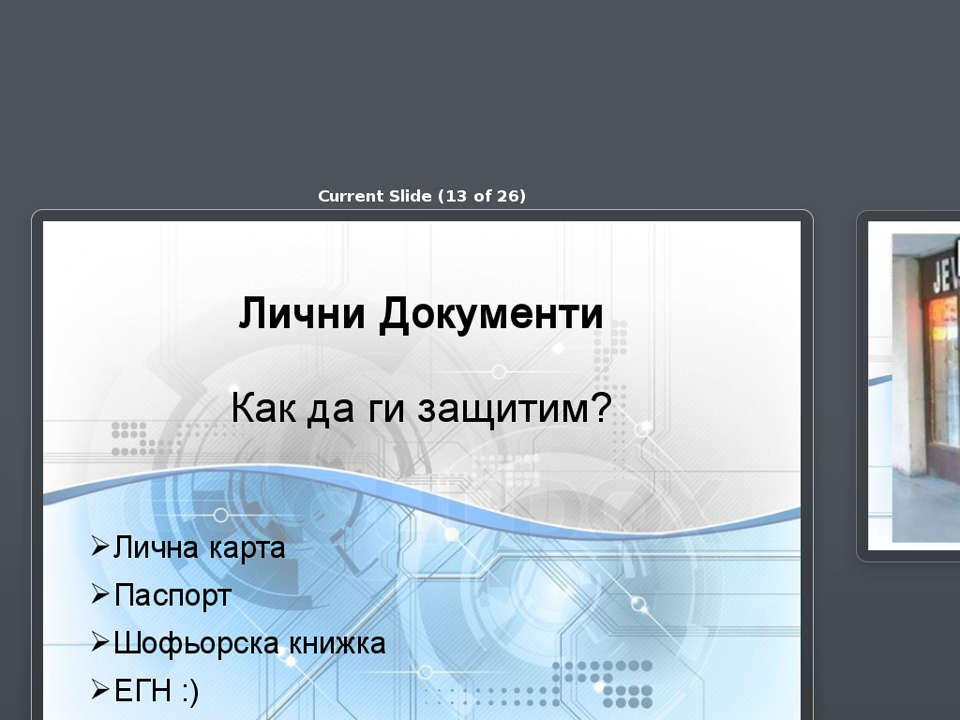 Current Slide (13 of 26)
Лични Документи
Как да ги защитим?
Лична карта
Паспорт
Шофьорска книжка
ЕГН :)